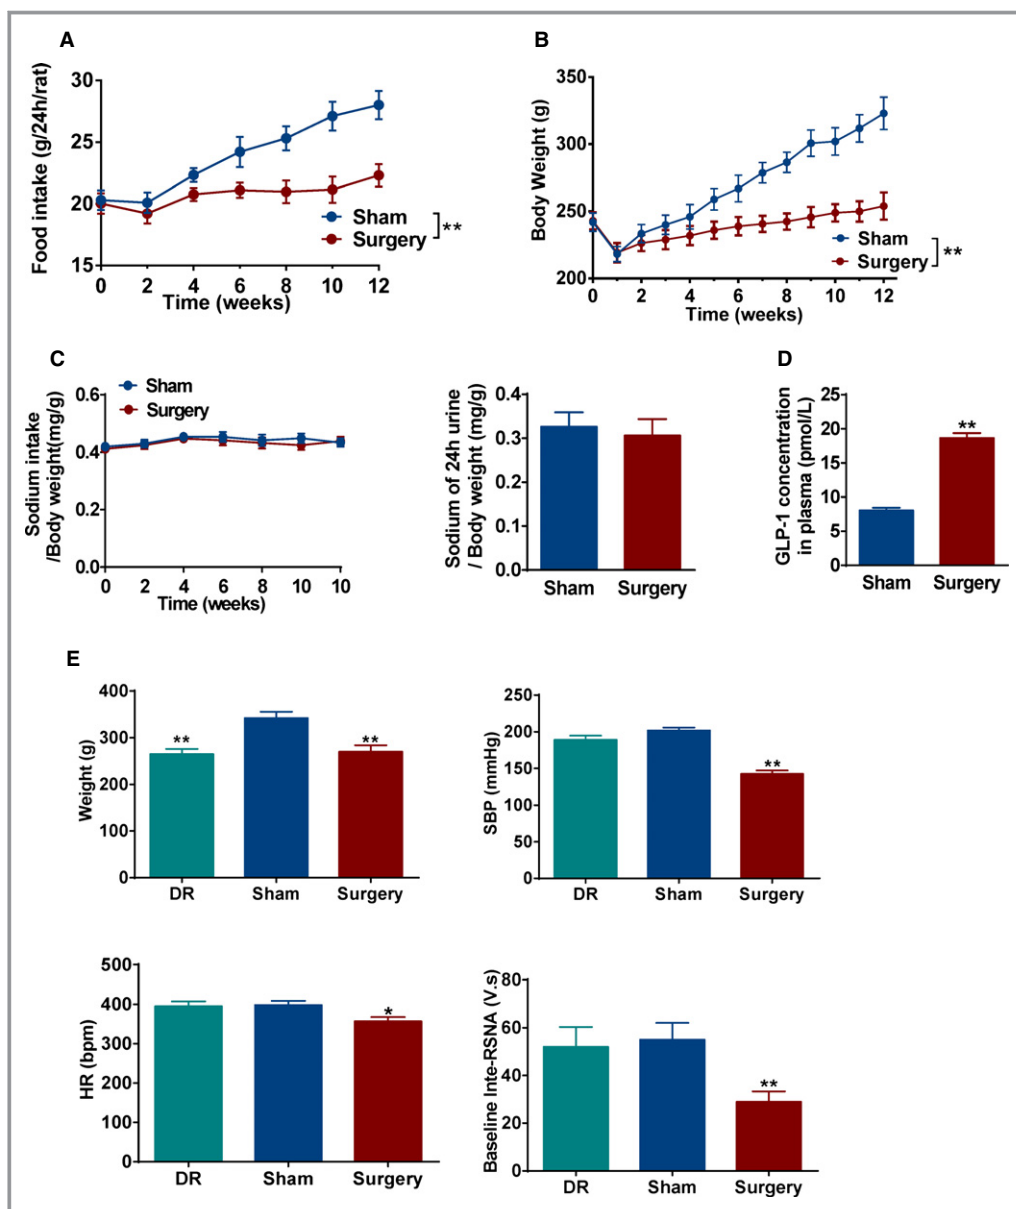 A
Food intake (g/24h/rat)
30
25
20
15
0 2 4 6 8 10 12
Time (weeks)
Sham
Surgery
**
B
Body Weight (g)
350
300
250
200
0 2 4 6 8 10 12
Time (weeks)
Sham
Surgery
**
C
Sham
Surgery
Sodium intake
/Body weight(mg/g)
0.6
0.4
0.2
0.0
0 2 4 6 8 10 10
Time (weeks)
Sodium of 24h urine
/ Body weight (mg/g)
0.4
0.3
0.2
0.1
0.0
Sham Surgery
D
GLP-1 concentration
in plasma (pmol/L)
25
20
15
10
5
0
**
Sham Surgery
E
Weight (g)
400
300
200
100
0
** **
DR Sham Surgery
SBP (mmHg)
250
200
150
100
50
0
**
DR Sham Surgery
HR (bpm)
500
400
300
200
100
0
*
DR Sham Surgery
Baseline Inte-RSNA (V.s)
80
60
40
20
0
**
DR Sham Surgery